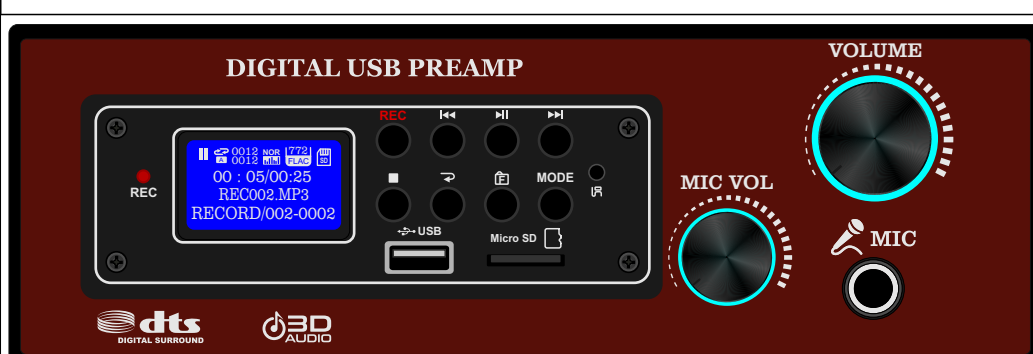 VOLUME
DIGITAL USB PREAMP
REC
0012 NOR 772
A 0012 FLAC SD
00 : 05/00:25
REC002.MP3
RECORD/002-0002
REC
MODE
USB
Micro SD
IR
MIC VOL
MIC
dts
DIGITAL SURROUND
3D
AUDIO